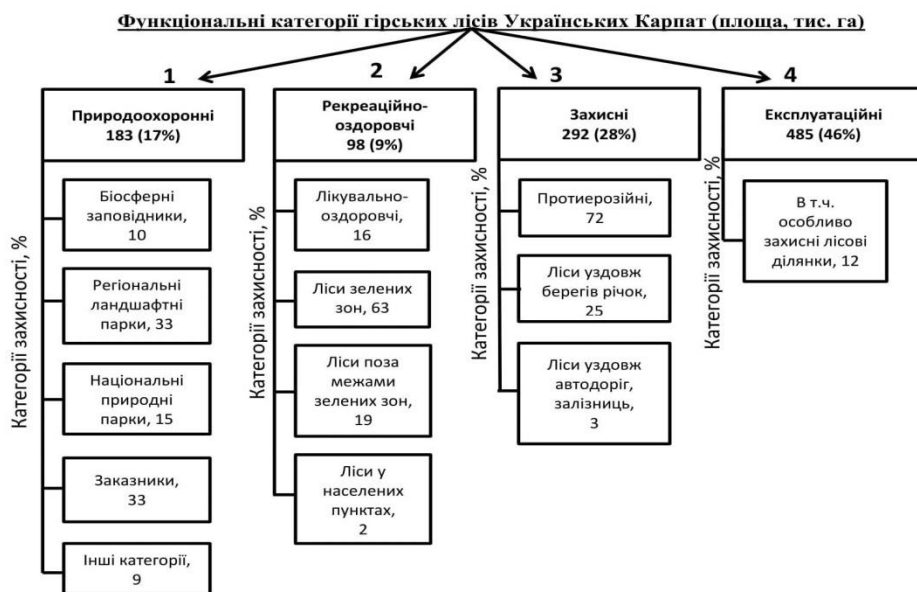 Функціональні категорії гірських лісів Українських Карпат (площа, тис. га)
1
Природоохоронні
183 (17%)
Категорії захисності, %
Біосферні
заповідники,
10
Регіональні
ландшафтні
парки, 33
Національні
природні
парки, 15
Заказники,
33
Інші категорії,
9
2
Рекреаційно-
оздоровчі
98 (9%)
Категорії захисності, %
Лікувально-
оздоровчі,
16
Ліси зелених
зон, 63
Ліси поза
межами
зелених зон,
19
Ліси у
населених
пунктах,
2
3
Захисні
292 (28%)
Категорії захисності, %
Протиерозійні,
72
Ліси уздовж
берегів річок,
25
Ліси уздовж
автодоріг,
залізниць,
3
4
Експлуатаційні
485 (46%)
Категорії захисності, %
В т.ч.
особливо
захисні лісові
ділянки, 12